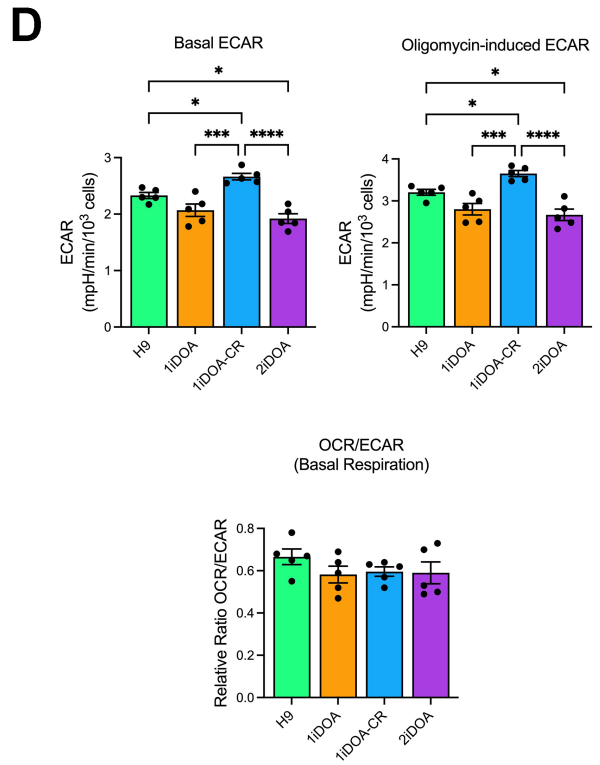 D
Basal ECAR
*
*
*** ****
ECAR
(mpH/min/10³ cells)
3
2
1
0
H9 1iDOA 1iDOA-CR 2iDOA
Oligomycin-induced ECAR
*
*
*** ****
ECAR
(mpH/min/10³ cells)
4
3
2
1
0
H9 1iDOA 1iDOA-CR 2iDOA
OCR/ECAR
(Basal Respiration)
Relative Ratio OCR/ECAR
0.8
0.6
0.4
0.2
0.0
H9 1iDOA 1iDOA-CR 2iDOA